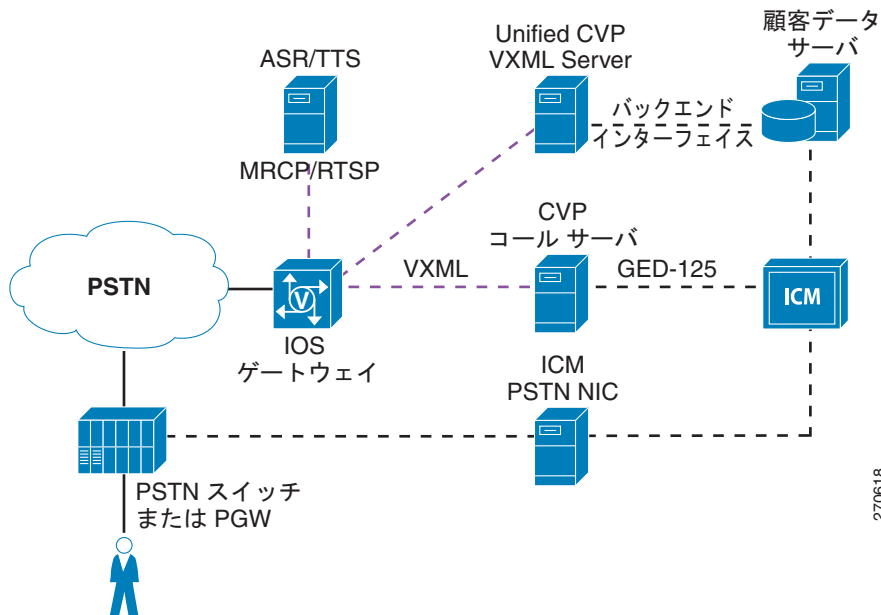 ASR/TTS
Unified CVP
VXML Server
顧客データ
サーバ
バックエンド
インターフェイス
MRCP/RTSP
CVP
コール サーバ
VXML
GED-125
PSTN
V
ICM
IOS
ゲートウェイ
ICM
PSTN NIC
PSTN スイッチ
または PGW
270618